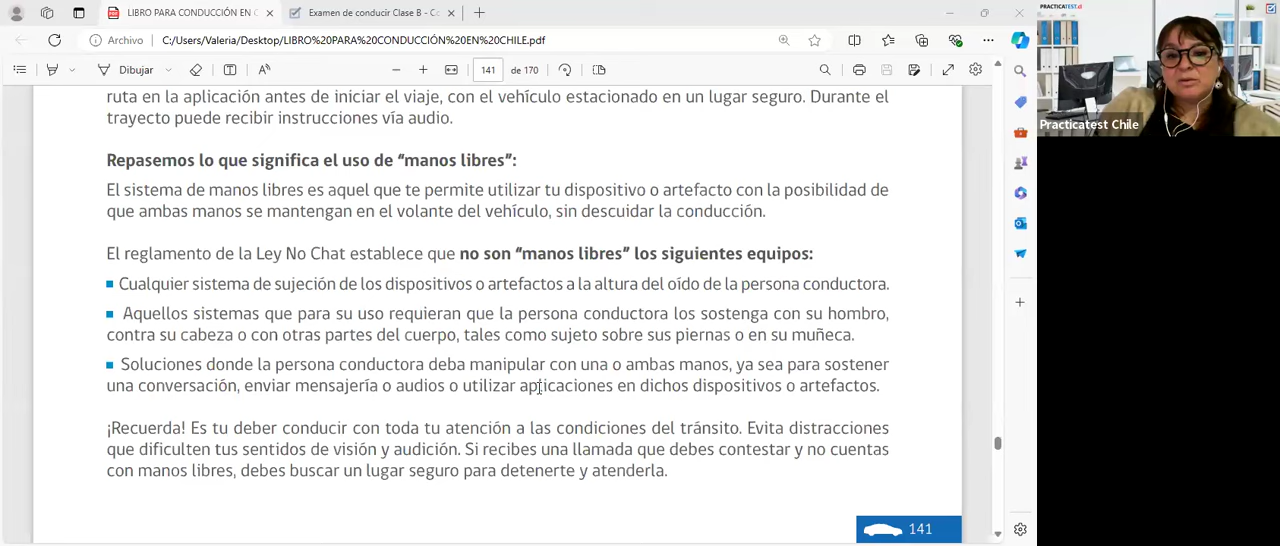 LIBRO PARA CONDUCCIÓN EN C
Examen de conducir Clase B - Co
PRACTICATEST.cl
Archivo
C:/Users/Valeria/Desktop/LIBRO%20PARA%20CONDUCCIÓN%20EN%20CHILE.pdf
Dibujar
141
de 170
Practicatest Chile
ruta en la aplicación antes de iniciar el viaje, con el vehículo estacionado en un lugar seguro. Durante el
trayecto puede recibir instrucciones vía audio.
Repasemos lo que significa el uso de “manos libres”:
El sistema de manos libres es aquel que te permite utilizar tu dispositivo o artefacto con la posibilidad de
que ambas manos se mantengan en el volante del vehículo, sin descuidar la conducción.
El reglamento de la Ley No Chat establece que no son “manos libres” los siguientes equipos:
Cualquier sistema de sujeción de los dispositivos o artefactos a la altura del oído de la persona conductora.
Aquellos sistemas que para su uso requieran que la persona conductora los sostenga con su hombro,
contra su cabeza o con otras partes del cuerpo, tales como sujeto sobre sus piernas o en su muñeca.
Soluciones donde la persona conductora deba manipular con una o ambas manos, ya sea para sostener
una conversación, enviar mensajería o audios o utilizar aplicaciones en dichos dispositivos o artefactos.
¡Recuerda! Es tu deber conducir con toda tu atención a las condiciones del tránsito. Evita distracciones
que dificulten tus sentidos de visión y audición. Si recibes una llamada que debes contestar y no cuentas
con manos libres, debes buscar un lugar seguro para detenerte y atenderla.
141